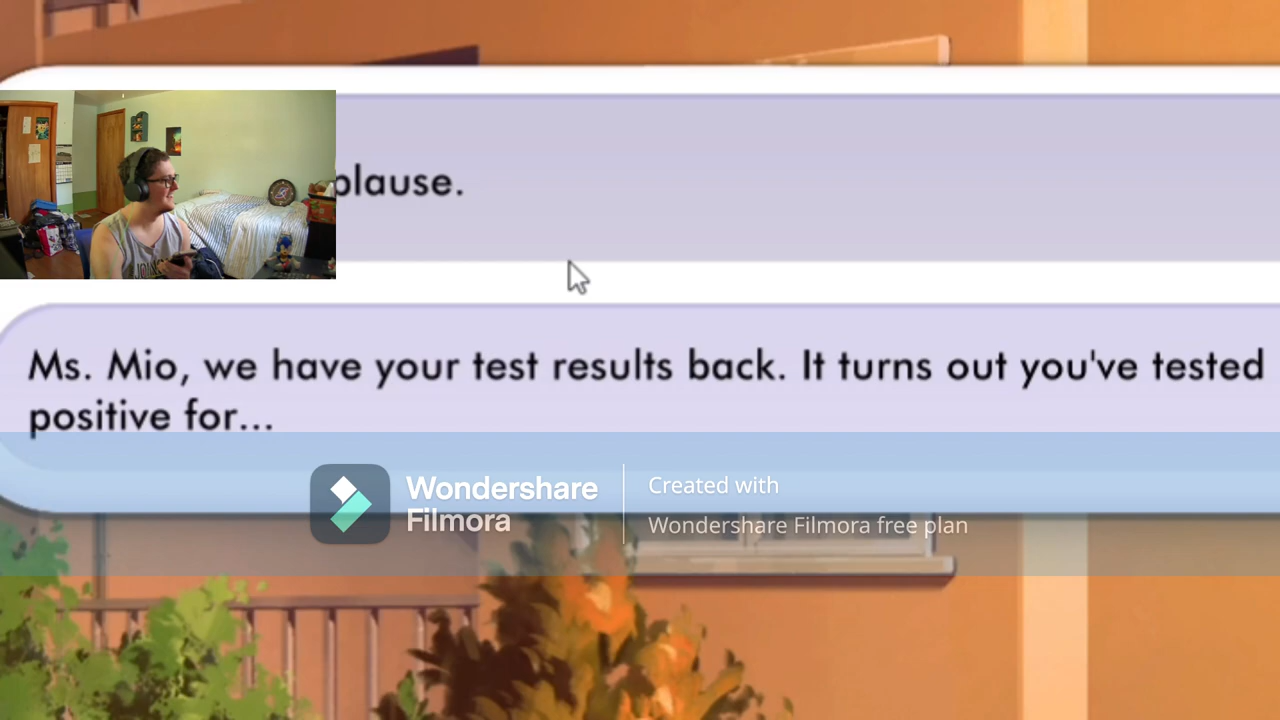 plause.
Ms. Mio, we have your test results back. It turns out you've tested
positive for...
Wondershare
Filmora
Created with
Wondershare Filmora free plan